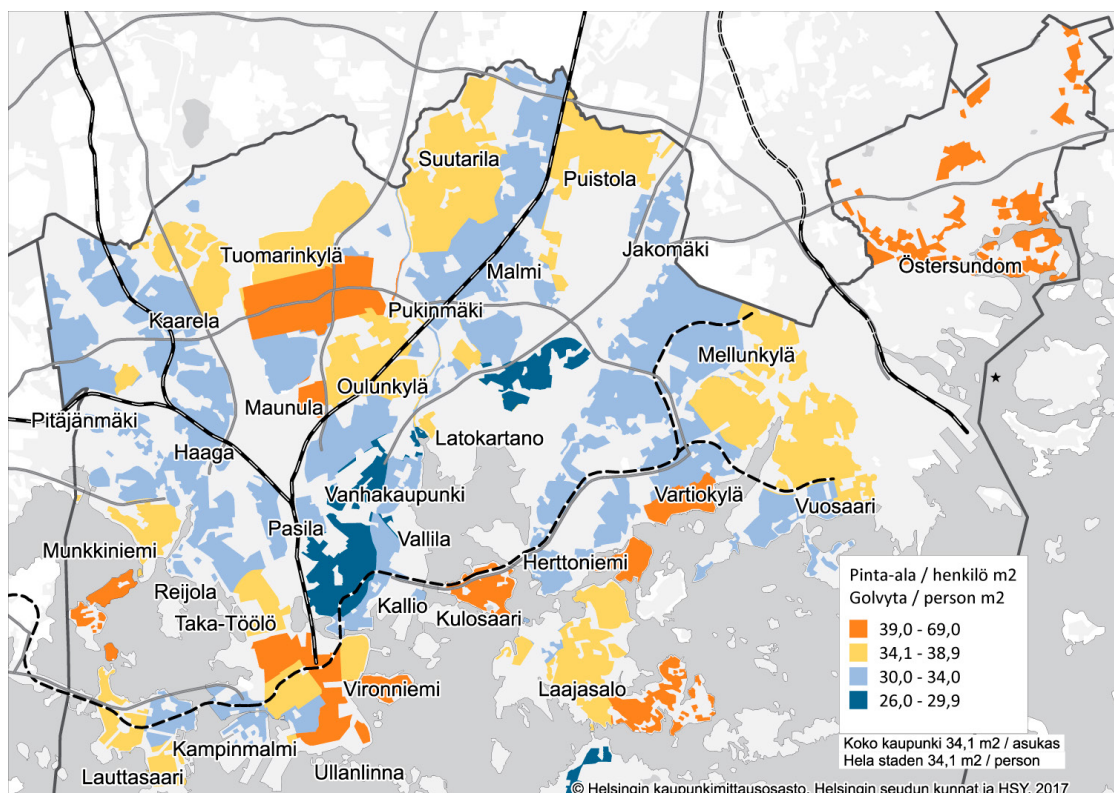 Suutarila
Puistola
Tuomarinkylä
Jakomäki
Östersundom
Malmi
Pukinmäki
Kaarela
Mellunkylä
Oulunkylä
Maunula
Pitäjänmäki
Latokartano
Haaga
Vanhakaupunki
Vartiokylä
Vuosaari
Pasila
Vallila
Munkkiniemi
Herttoniemi
Reijola
Kallio
Kulosaari
Taka-Töölö
Vironniemi
Laajasalo
Kampinmalmi
Lauttasaari
Ullanlinna
Pinta-ala / henkilö m2
Golvyta / person m2
39,0 - 69,0
34,1 - 38,9
30,0 - 34,0
26,0 - 29,9
Koko kaupunki 34,1 m2 / asukas
Hela staden 34,1 m2 / person
© Helsingin kaupunkimittausosasto, Helsingin seudun kunnat ja HSY, 2017